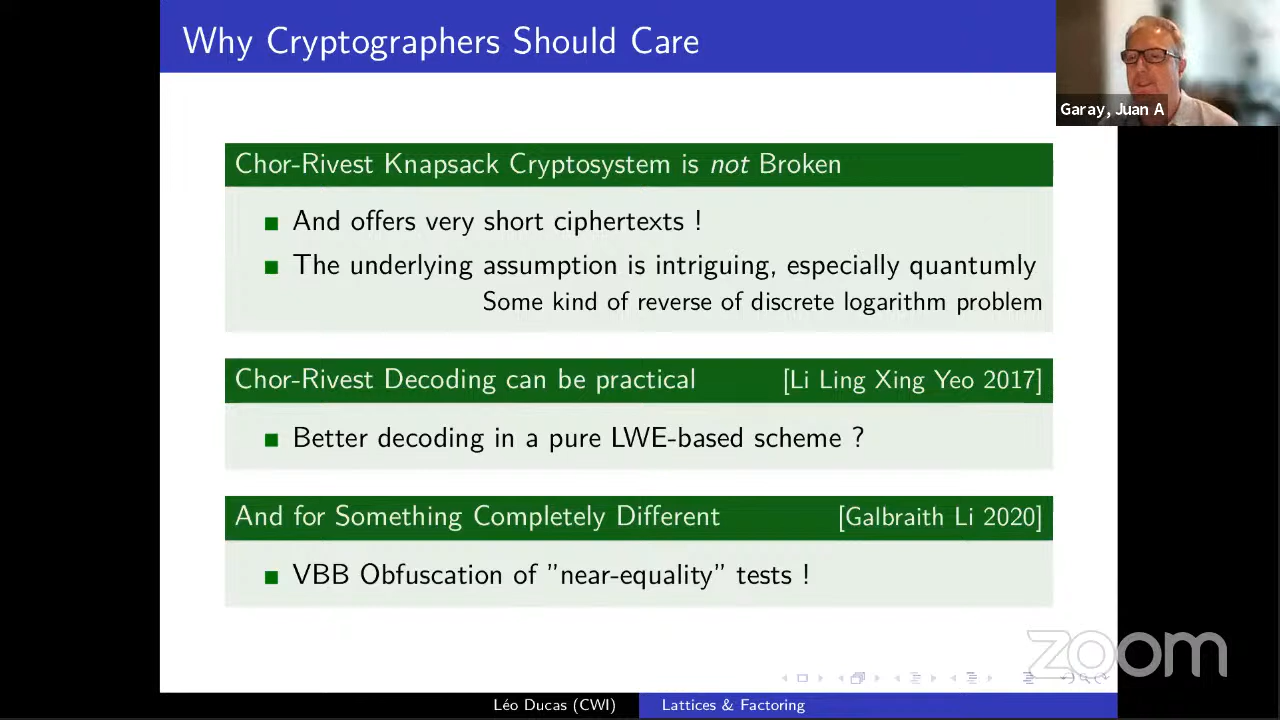 Why Cryptographers Should Care
Garay, Juan A
Chor-Rivest Knapsack Cryptosystem is not Broken
And offers very short ciphertexts !
The underlying assumption is intriguing, especially quantumly
Some kind of reverse of discrete logarithm problem
Chor-Rivest Decoding can be practical [Li Ling Xing Yeo 2017]
Better decoding in a pure LWE-based scheme ?
And for Something Completely Different [Galbraith Li 2020]
VBB Obfuscation of ”near-equality” tests !
zoom
Léo Ducas (CWI) Lattices & Factoring